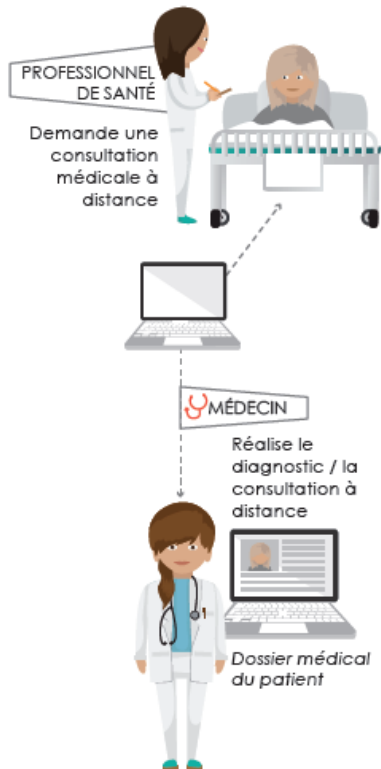 PROFESSIONNEL
DE SANTÉ
Demande une
consultation
médicale à
distance
MÉDECIN
Réalise le
diagnostic / la
consultation à
distance
Dossier médical
du patient